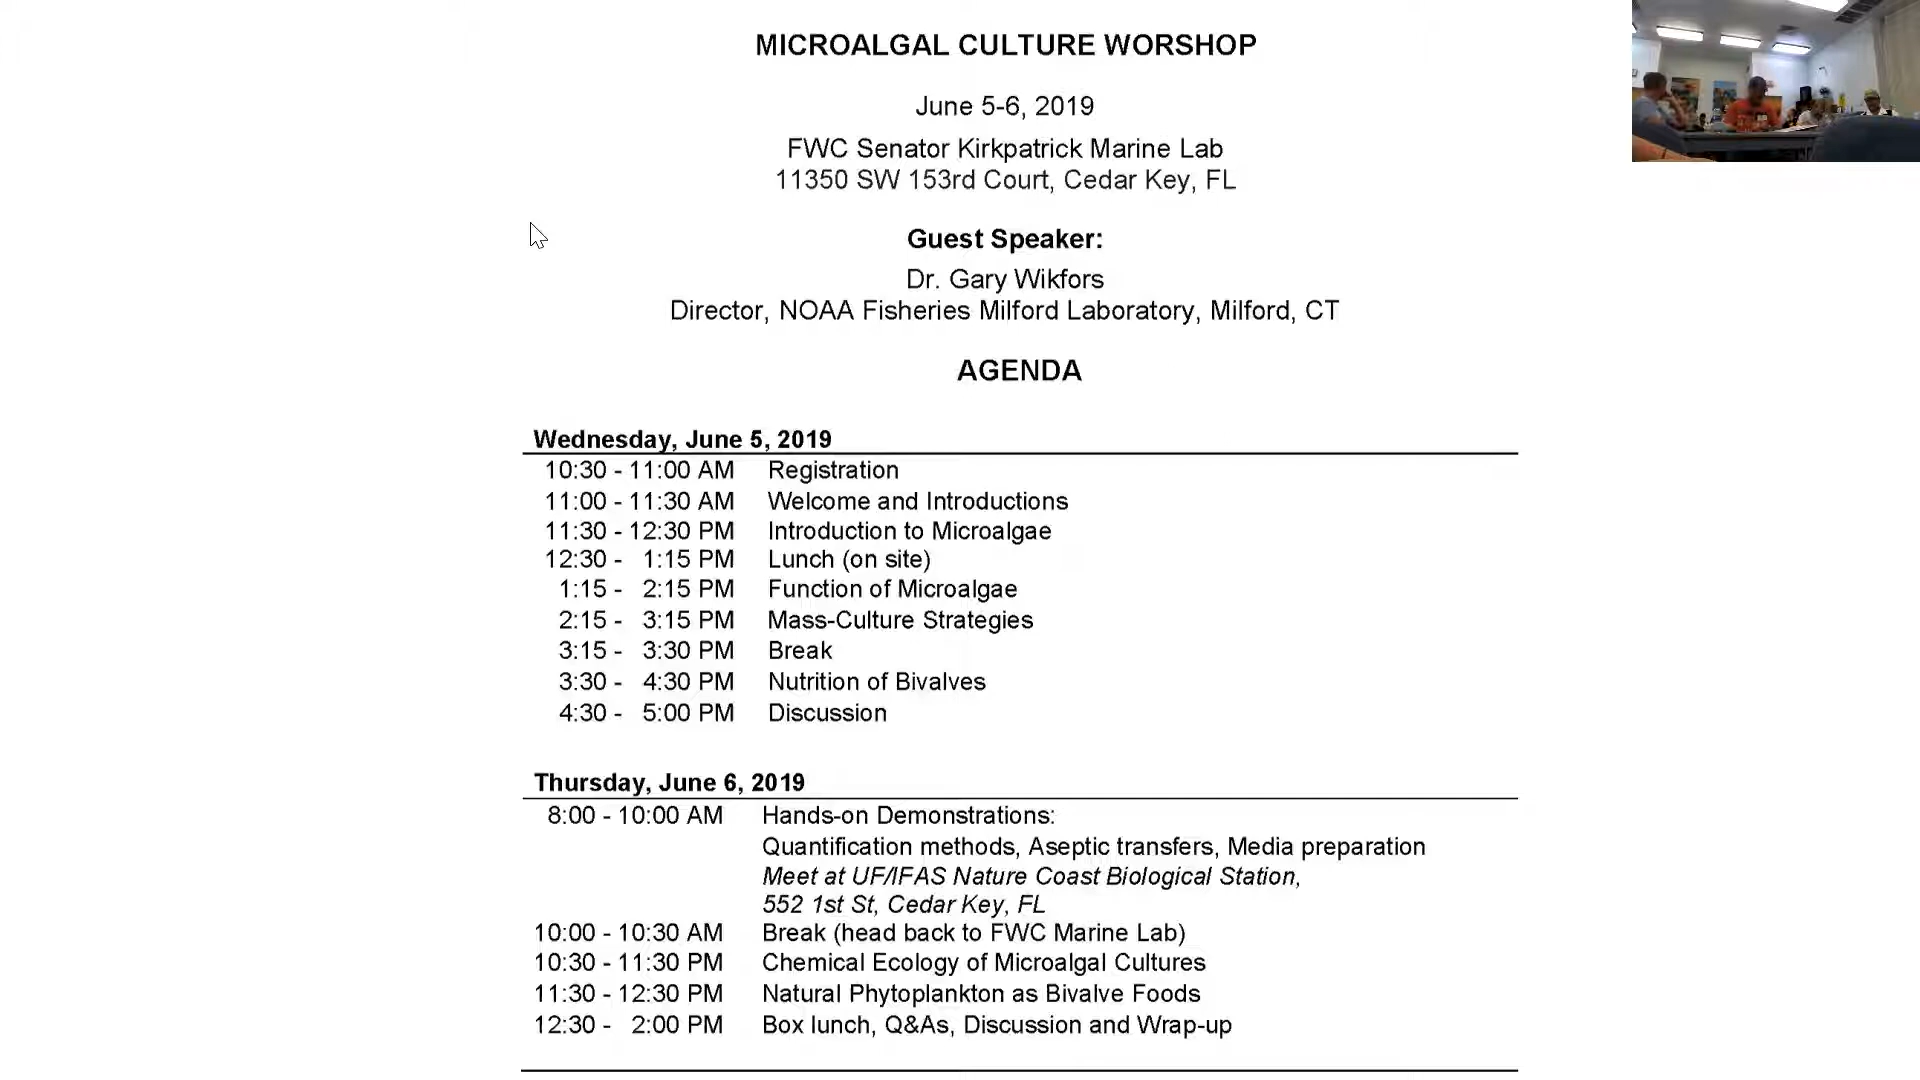 MICROALGAL CULTURE WORSHOP
June 5-6, 2019
FWC Senator Kirkpatrick Marine Lab
11350 SW 153rd Court, Cedar Key, FL
Guest Speaker:
Dr. Gary Wikfors
Director, NOAA Fisheries Milford Laboratory, Milford, CT
AGENDA
Wednesday, June 5, 2019
10:30 - 11:00 AM Registration
11:00 - 11:30 AM Welcome and Introductions
11:30 - 12:30 PM Introduction to Microalgae
12:30 - 1:15 PM Lunch (on site)
1:15 - 2:15 PM Function of Microalgae
2:15 - 3:15 PM Mass-Culture Strategies
3:15 - 3:30 PM Break
3:30 - 4:30 PM Nutrition of Bivalves
4:30 - 5:00 PM Discussion
Thursday, June 6, 2019
8:00 - 10:00 AM Hands-on Demonstrations:
Quantification methods, Aseptic transfers, Media preparation
Meet at UF/IFAS Nature Coast Biological Station,
552 1st St, Cedar Key, FL
10:00 - 10:30 AM Break (head back to FWC Marine Lab)
10:30 - 11:30 PM Chemical Ecology of Microalgal Cultures
11:30 - 12:30 PM Natural Phytoplankton as Bivalve Foods
12:30 - 2:00 PM Box lunch, Q&As, Discussion and Wrap-up